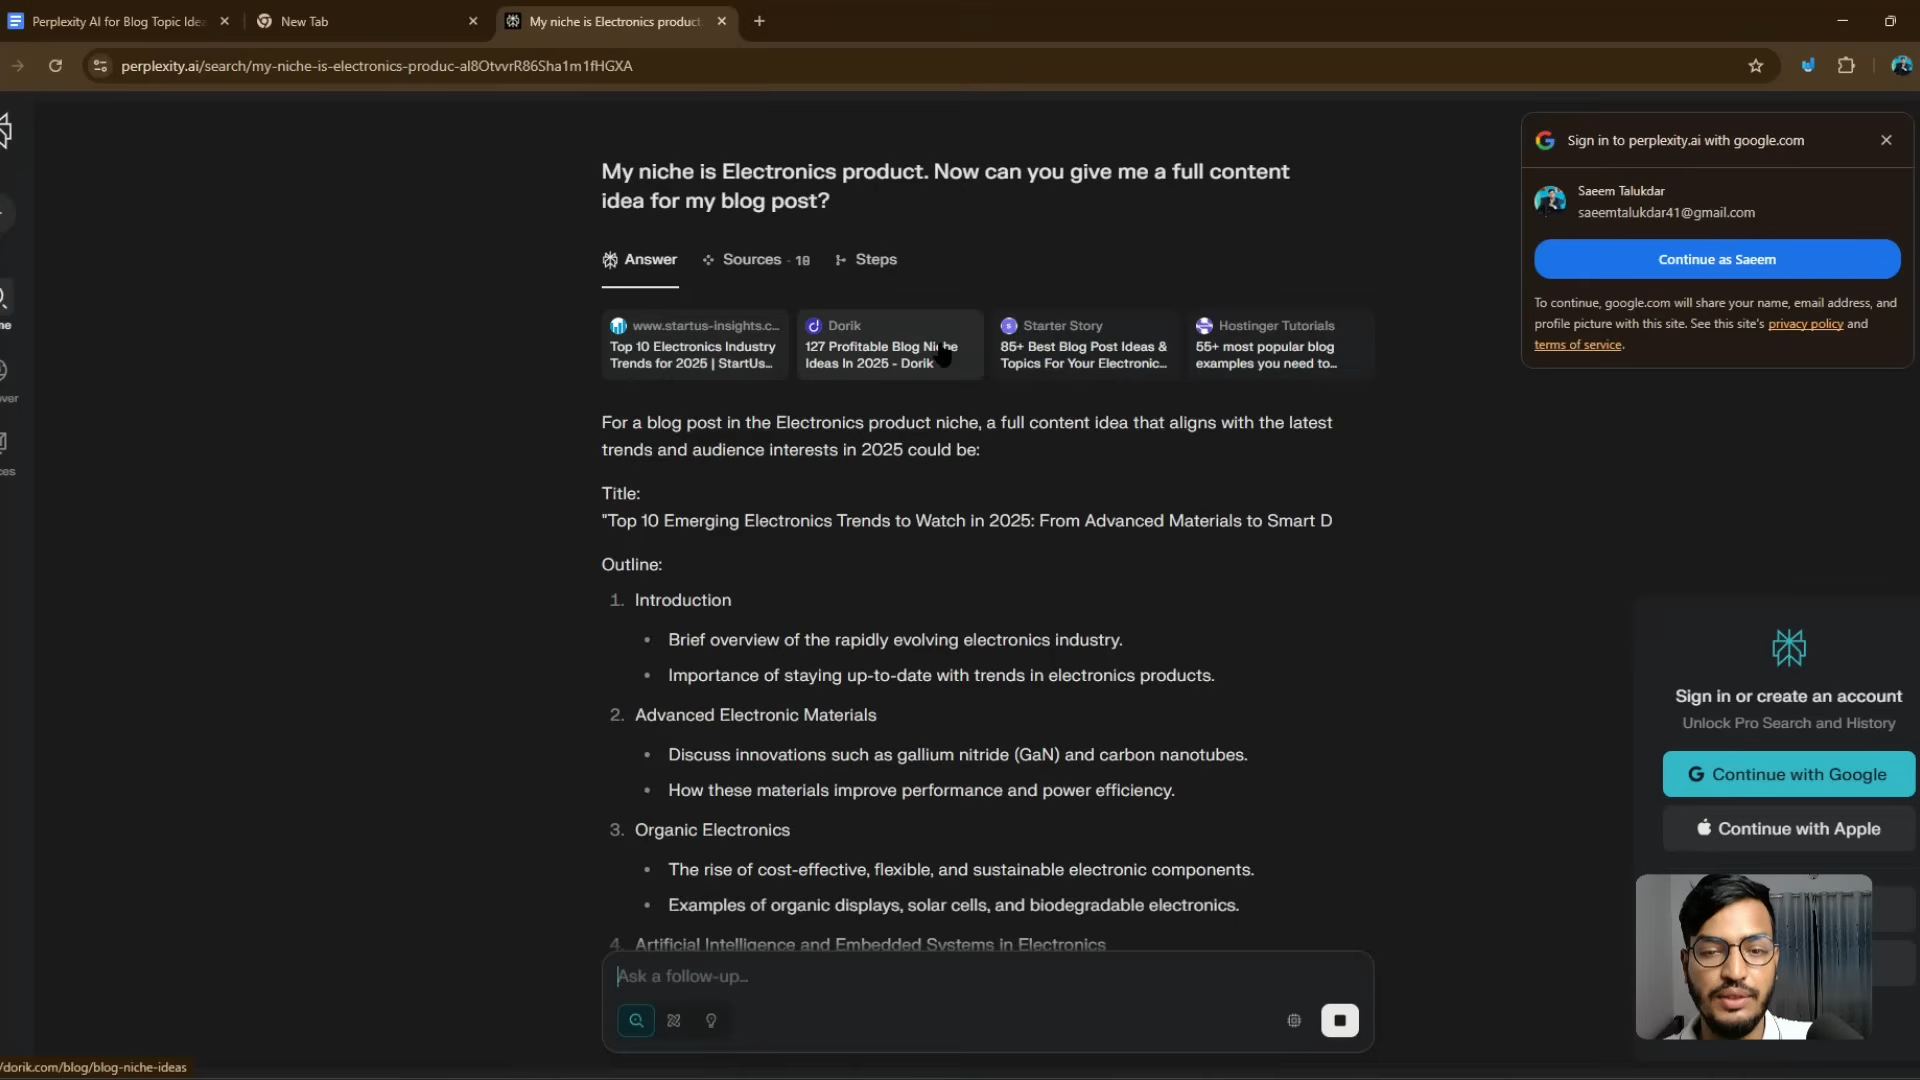 Perplexity AI for Blog Topic Ide
New Tab
My niche is Electronics product
perplexity.ai/search/my-niche-is-electronics-produc-al8OtvvrR86Sha1m1fHGXA
My niche is Electronics product. Now can you give me a full content
idea for my blog post?
Answer
Sources · 10
Steps
www.startus-insights.c...
Top 10 Electronics Industry
Trends for 2025 | StartUs...
Dorik
127 Profitable Blog Niche
Ideas In 2025 - Dorik
Starter Story
85+ Best Blog Post Ideas &
Topics For Your Electronic...
Hostinger Tutorials
55+ most popular blog
examples you need to...
For a blog post in the Electronics product niche, a full content idea that aligns with the latest
trends and audience interests in 2025 could be:
Title:
"Top 10 Emerging Electronics Trends to Watch in 2025: From Advanced Materials to Smart D
Outline:
1. Introduction
• Brief overview of the rapidly evolving electronics industry.
• Importance of staying up-to-date with trends in electronics products.
2. Advanced Electronic Materials
• Discuss innovations such as gallium nitride (GaN) and carbon nanotubes.
• How these materials improve performance and power efficiency.
3. Organic Electronics
• The rise of cost-effective, flexible, and sustainable electronic components.
• Examples of organic displays, solar cells, and biodegradable electronics.
4. Artificial Intelligence and Embedded Systems in Electronics
Ask a follow-up...
Sign in to perplexity.ai with google.com
Saeem Talukdar
saeemtalukdar41@gmail.com
Continue as Saeem
To continue, google.com will share your name, email address, and
profile picture with this site. See this site's privacy policy and
terms of service.
Sign in or create an account
Unlock Pro Search and History
Continue with Google
Continue with Apple
me
over
ces
/dorik.com/blog/blog-niche-ideas